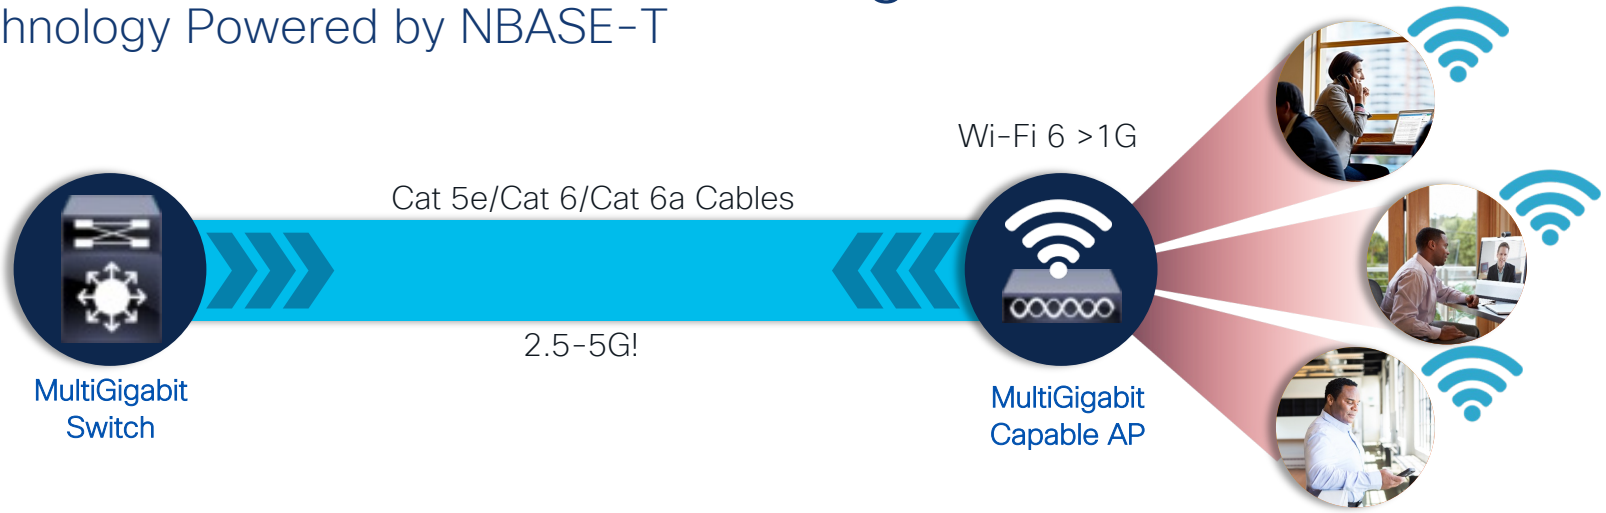 hnology Powered by NBASE-T
Wi-Fi 6 >1G
Cat 5e/Cat 6/Cat 6a Cables
2.5-5G!
MultiGigabit
Switch
MultiGigabit
Capable AP